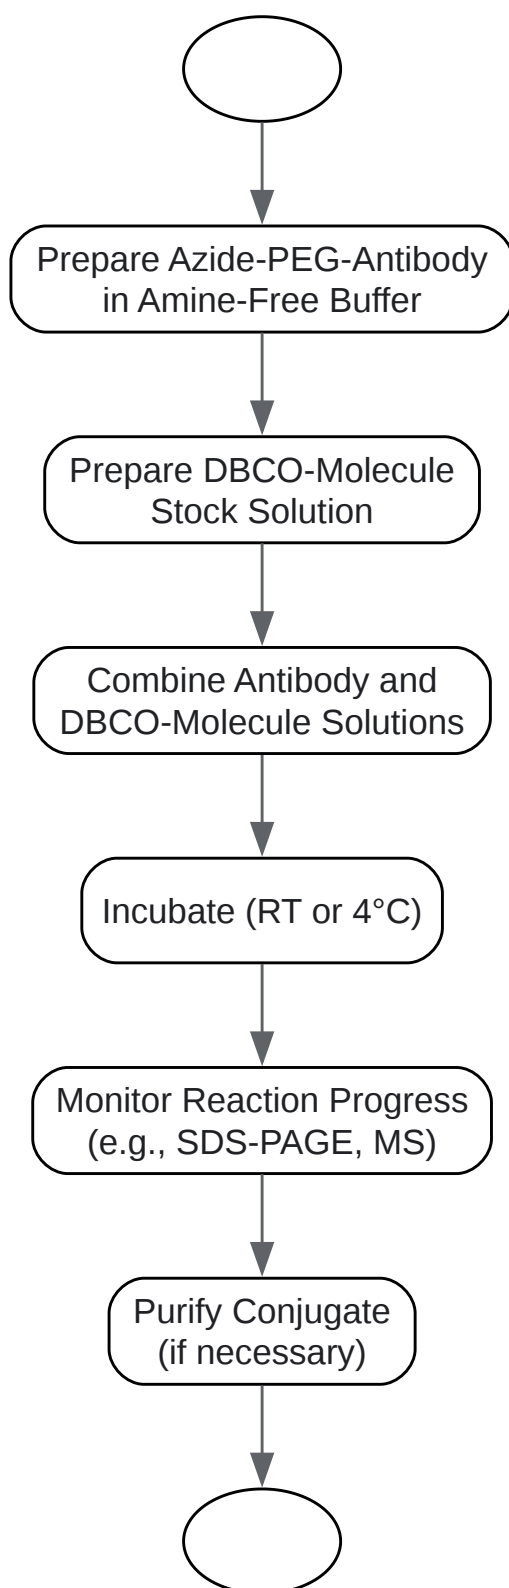 Prepare Azide-PEG-Antibody
in Amine-Free Buffer
Prepare DBCO-Molecule
Stock Solution
Combine Antibody and
DBCO-Molecule Solutions
Incubate (RT or 4°C)
Monitor Reaction Progress
(e.g., SDS-PAGE, MS)
Purify Conjugate
(if necessary)